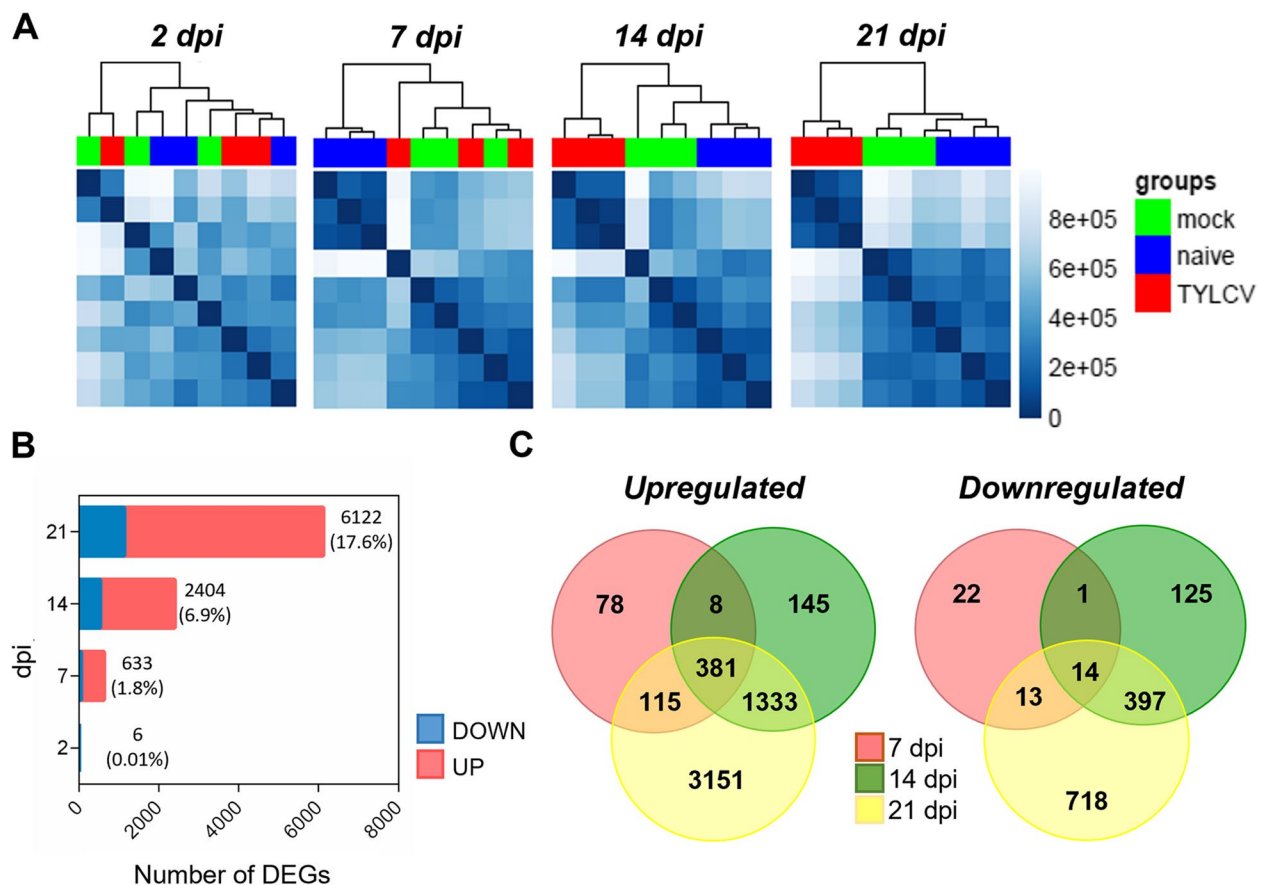 A
2 dpi
7 dpi
14 dpi
21 dpi
groups
mock
naive
TYLCV
8e+05
6e+05
4e+05
2e+05
0
B
dpi
21
14
7
2
6122
(17.6%)
2404
(6.9%)
633
(1.8%)
6
(0.01%)
0
2000
4000
6000
8000
Number of DEGs
DOWN
UP
C
Upregulated
78
8
145
381
115
1333
3151
7 dpi
14 dpi
21 dpi
Downregulated
22
1
125
14
13
397
718